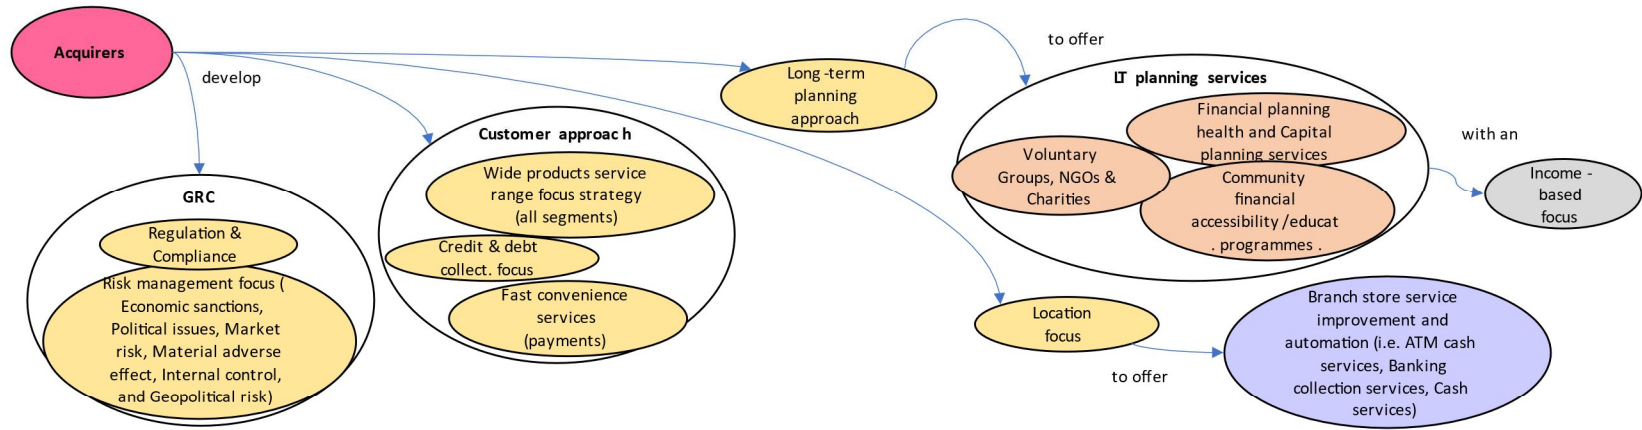 Acquirers
develop
GRC
Regulation &
Compliance
Risk management focus (
Economic sanctions,
Political issues, Market
risk, Material adverse
effect, Internal control,
and Geopolitical risk)
Customer approac h
Wide products service
range focus strategy
(all segments)
Credit & debt
collect. focus
Fast convenience
services
(payments)
Long -term
planning
approach
to offer
LT planning services
Financial planning
health and Capital
planning services
Voluntary
Groups, NGOs &
Charities
Community
financial
accessibility /educat
. programmes .
with an
Income -
based
focus
Location
focus
to offer
Branch store service
improvement and
automation (i.e. ATM cash
services, Banking
collection services, Cash
services)